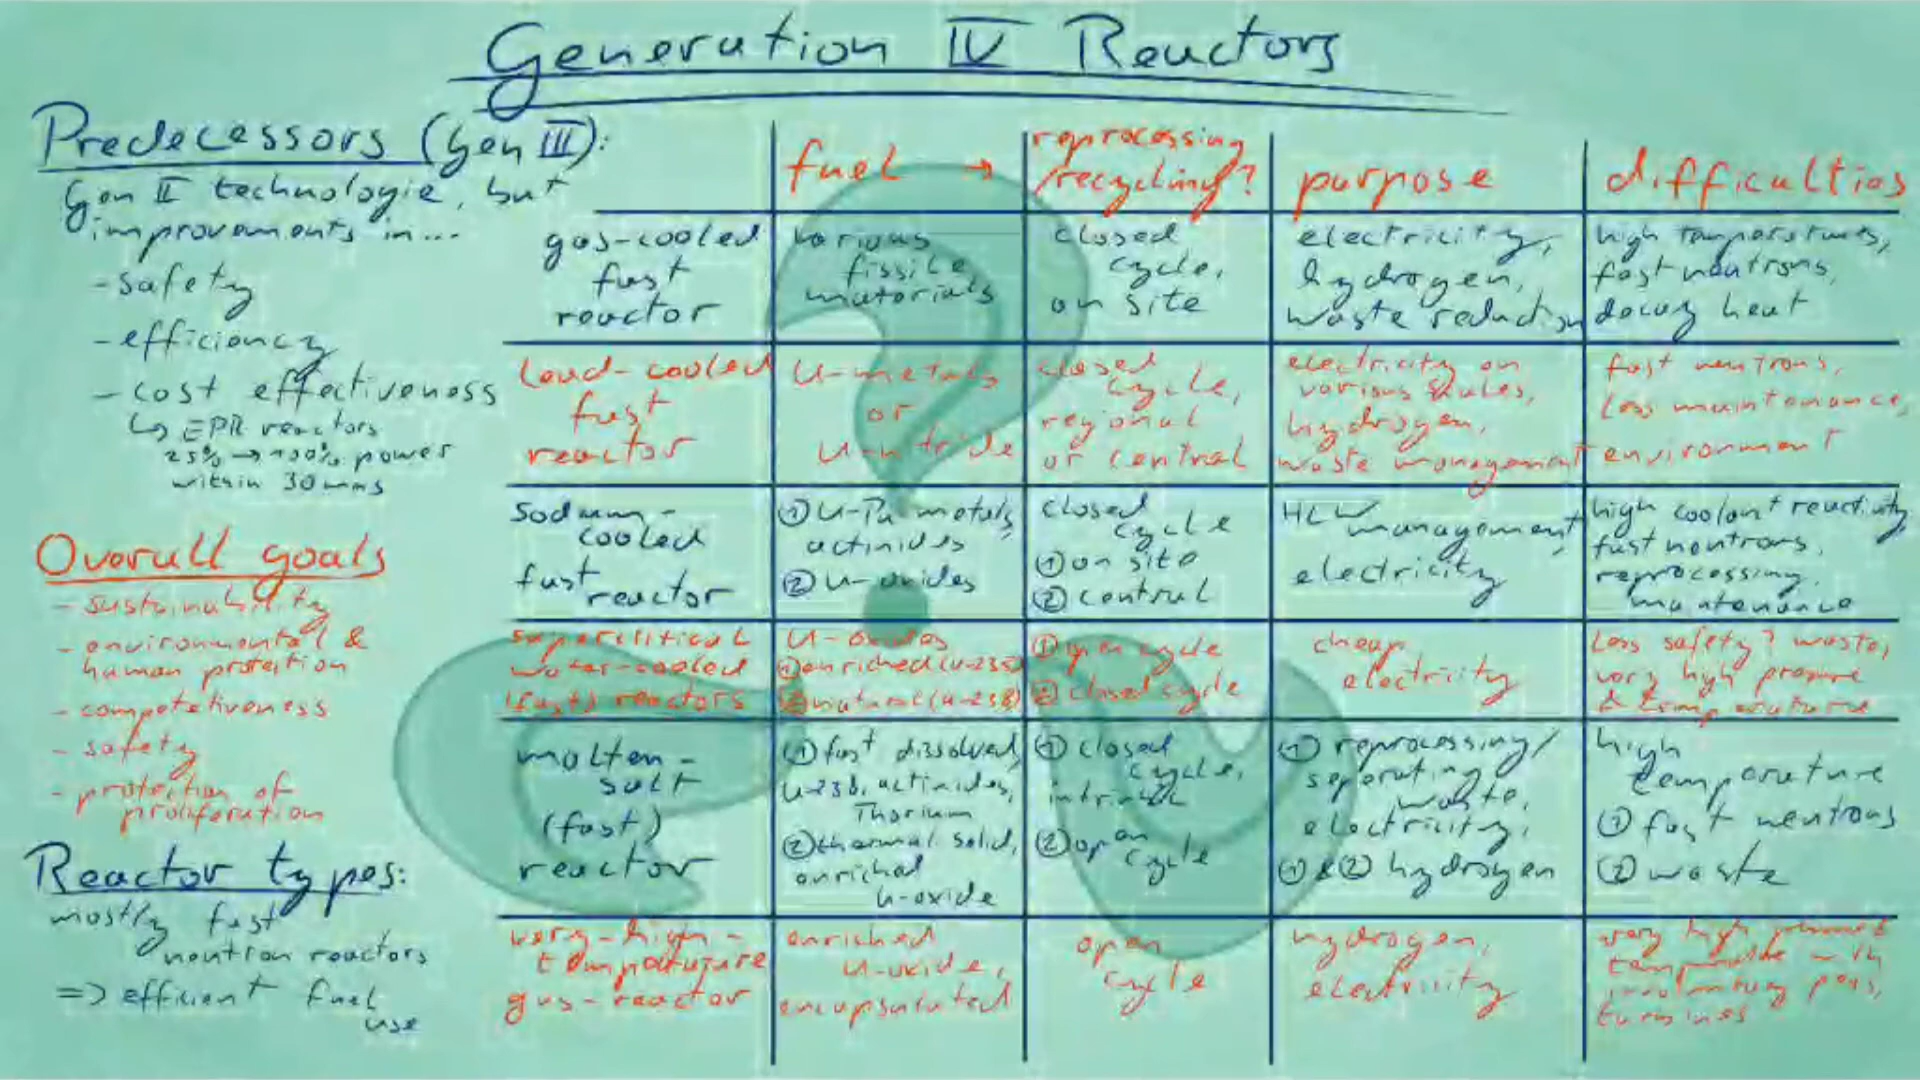 Generation IV Reactors
Predecessors (Gen III):
Gen II technologie, but
improvements in...
- safety
- efficiency
- cost effectiveness
↳ EPR reactors
25% → 100% power
within 30 mins
Overall goals
- sustainability
- environmental &
human protection
- competetiveness
- safety
- protection of
proliferation
Reactor types:
mostly fast
neutron reactors
=> efficient fuel
use
fuel →
reprocessing
/recycling?
purpose
difficulties
gas-cooled
fast
reactor
various
fissile
materials
closed
cycle,
on site
electricity,
hydrogen,
waste reduction
high temperatures,
fast neutrons,
decay heat
Lead-cooled
fast
reactor
U-metals
or
U-nitride
closed
cycle,
regional
or central
electricity on
various scales,
hydrogen,
waste management
fast neutrons,
less maintenance,
environment
Sodium-
cooled
fast
reactor
① U-Pu metals,
actinides
② U-oxides
closed
cycle
① on site
② central
HLW
management,
electricity
high coolant reactivity,
fast neutrons,
reprocessing,
maintenance
supercritical
water-cooled
(fast) reactors
U-oxides
① enriched (U-235)
② natural (U-238)
① open cycle
② closed cycle
cheap
electricity
Less safety? waste,
very high pressure
& temperature
molten-
salt
(fast)
reactor
① fast dissolved,
U-238, actinides,
Thorium
② thermal solid,
enriched
U-oxide
① closed
cycle,
② open
cycle
① reprocessing/
separating
waste,
electricity,
① & ② hydrogen
high
temperature
① fast neutrons
② waste
very-high-
temperature
gas-reactor
enriched
U-oxide,
encapsulated
open
cycle
hydrogen,
electricity
very high
turbines